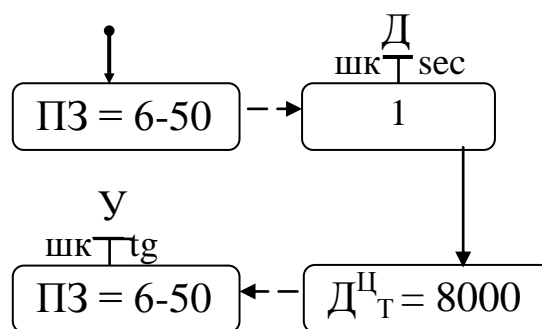 Д
шк sec
ПЗ = 6-50
1
У
шк tg
ПЗ = 6-50
Д^Ц_Т = 8000